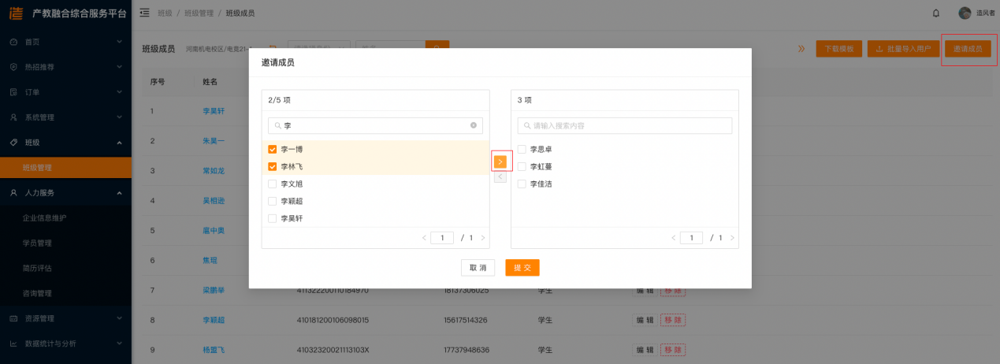 造 产教融合综合服务平台
班级 / 班级管理 / 班级成员
造风者
首页
热招推荐
订单
系统管理
班级
班级管理
人力服务
企业信息维护
学员管理
简历评估
咨询管理
资源管理
数据统计与分析
班级成员 河南机电校区/电竞21-
下载模板 批量导入用户 邀请成员
序号 姓名
1 李昊轩
2 朱昊一
3 常如龙
4 吴相逊
5 扈中奥
6 焦琨
7 梁鹏举 411322200110184970 18137306025 学生 编 辑 移 除
8 李颖超 410181200106098015 15617514326 学生 编 辑 移 除
9 杨盟飞 41032320021113103X 17737948636 学生 编 辑 移 除
邀请成员
2/5 项
李
李一博
李林飞
李文旭
李颖超
李昊轩
< 1 / 1 >
>
<
3 项
请输入搜索内容
李思卓
李虹蔓
李佳洁
< 1 / 1 >
取 消 提 交